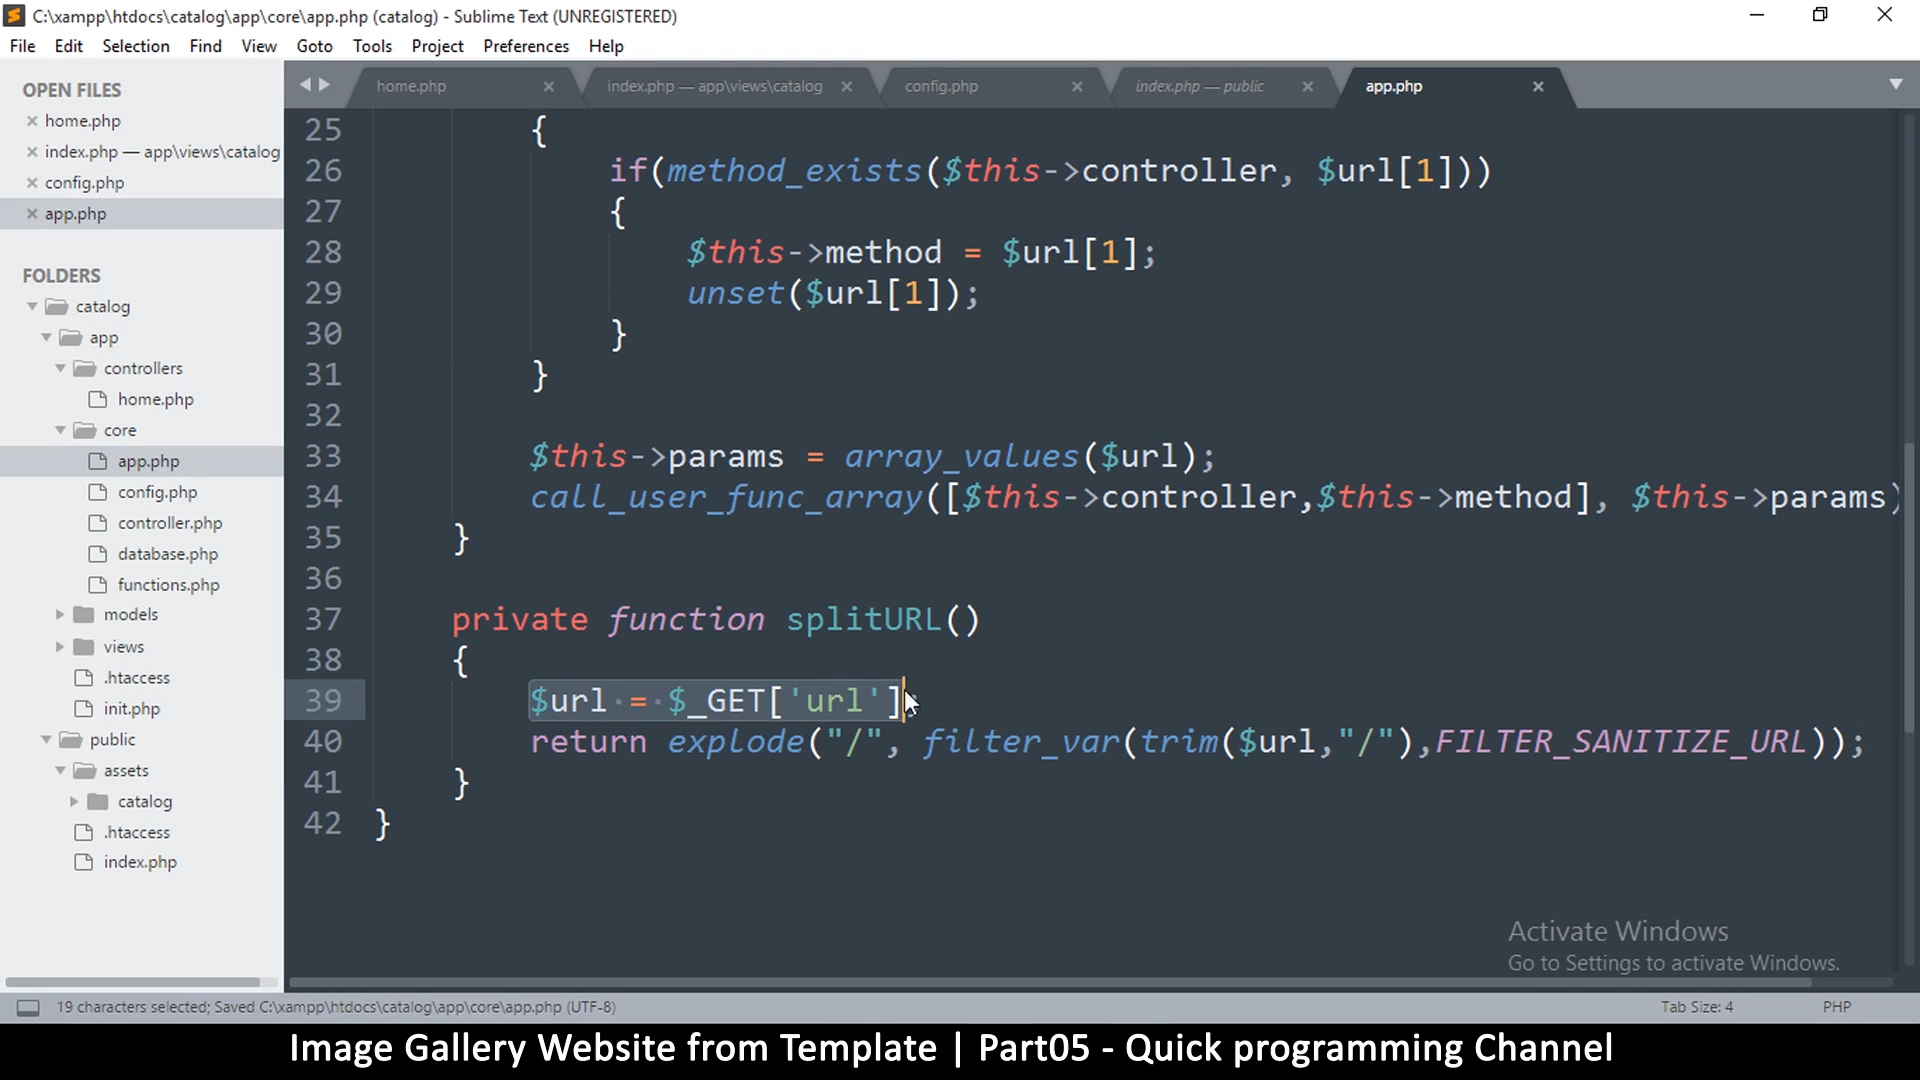 C:\xampp\htdocs\catalog\app\core\app.php (catalog) - Sublime Text (UNREGISTERED)
File Edit Selection Find View Goto Tools Project Preferences Help
OPEN FILES
home.php
index.php — app\views\catalog
config.php
app.php
FOLDERS
catalog
app
controllers
home.php
core
app.php
config.php
controller.php
database.php
functions.php
models
views
.htaccess
init.php
public
assets
catalog
.htaccess
index.php
home.php index.php — app\views\catalog config.php index.php — public app.php
25 {
26 if(method_exists($this->controller, $url[1]))
27 {
28 $this->method = $url[1];
29 unset($url[1]);
30 }
31 }
32
33 $this->params = array_values($url);
34 call_user_func_array([$this->controller,$this->method], $this->params)
35 }
36
37 private function splitURL()
38 {
39 $url = $_GET['url'];
40 return explode("/", filter_var(trim($url,"/"),FILTER_SANITIZE_URL));
41 }
42 }
Activate Windows
Go to Settings to activate Windows.
19 characters selected; Saved C:\xampp\htdocs\catalog\app\core\app.php (UTF-8) Tab Size: 4 PHP
Image Gallery Website from Template | Part05 - Quick programming Channel